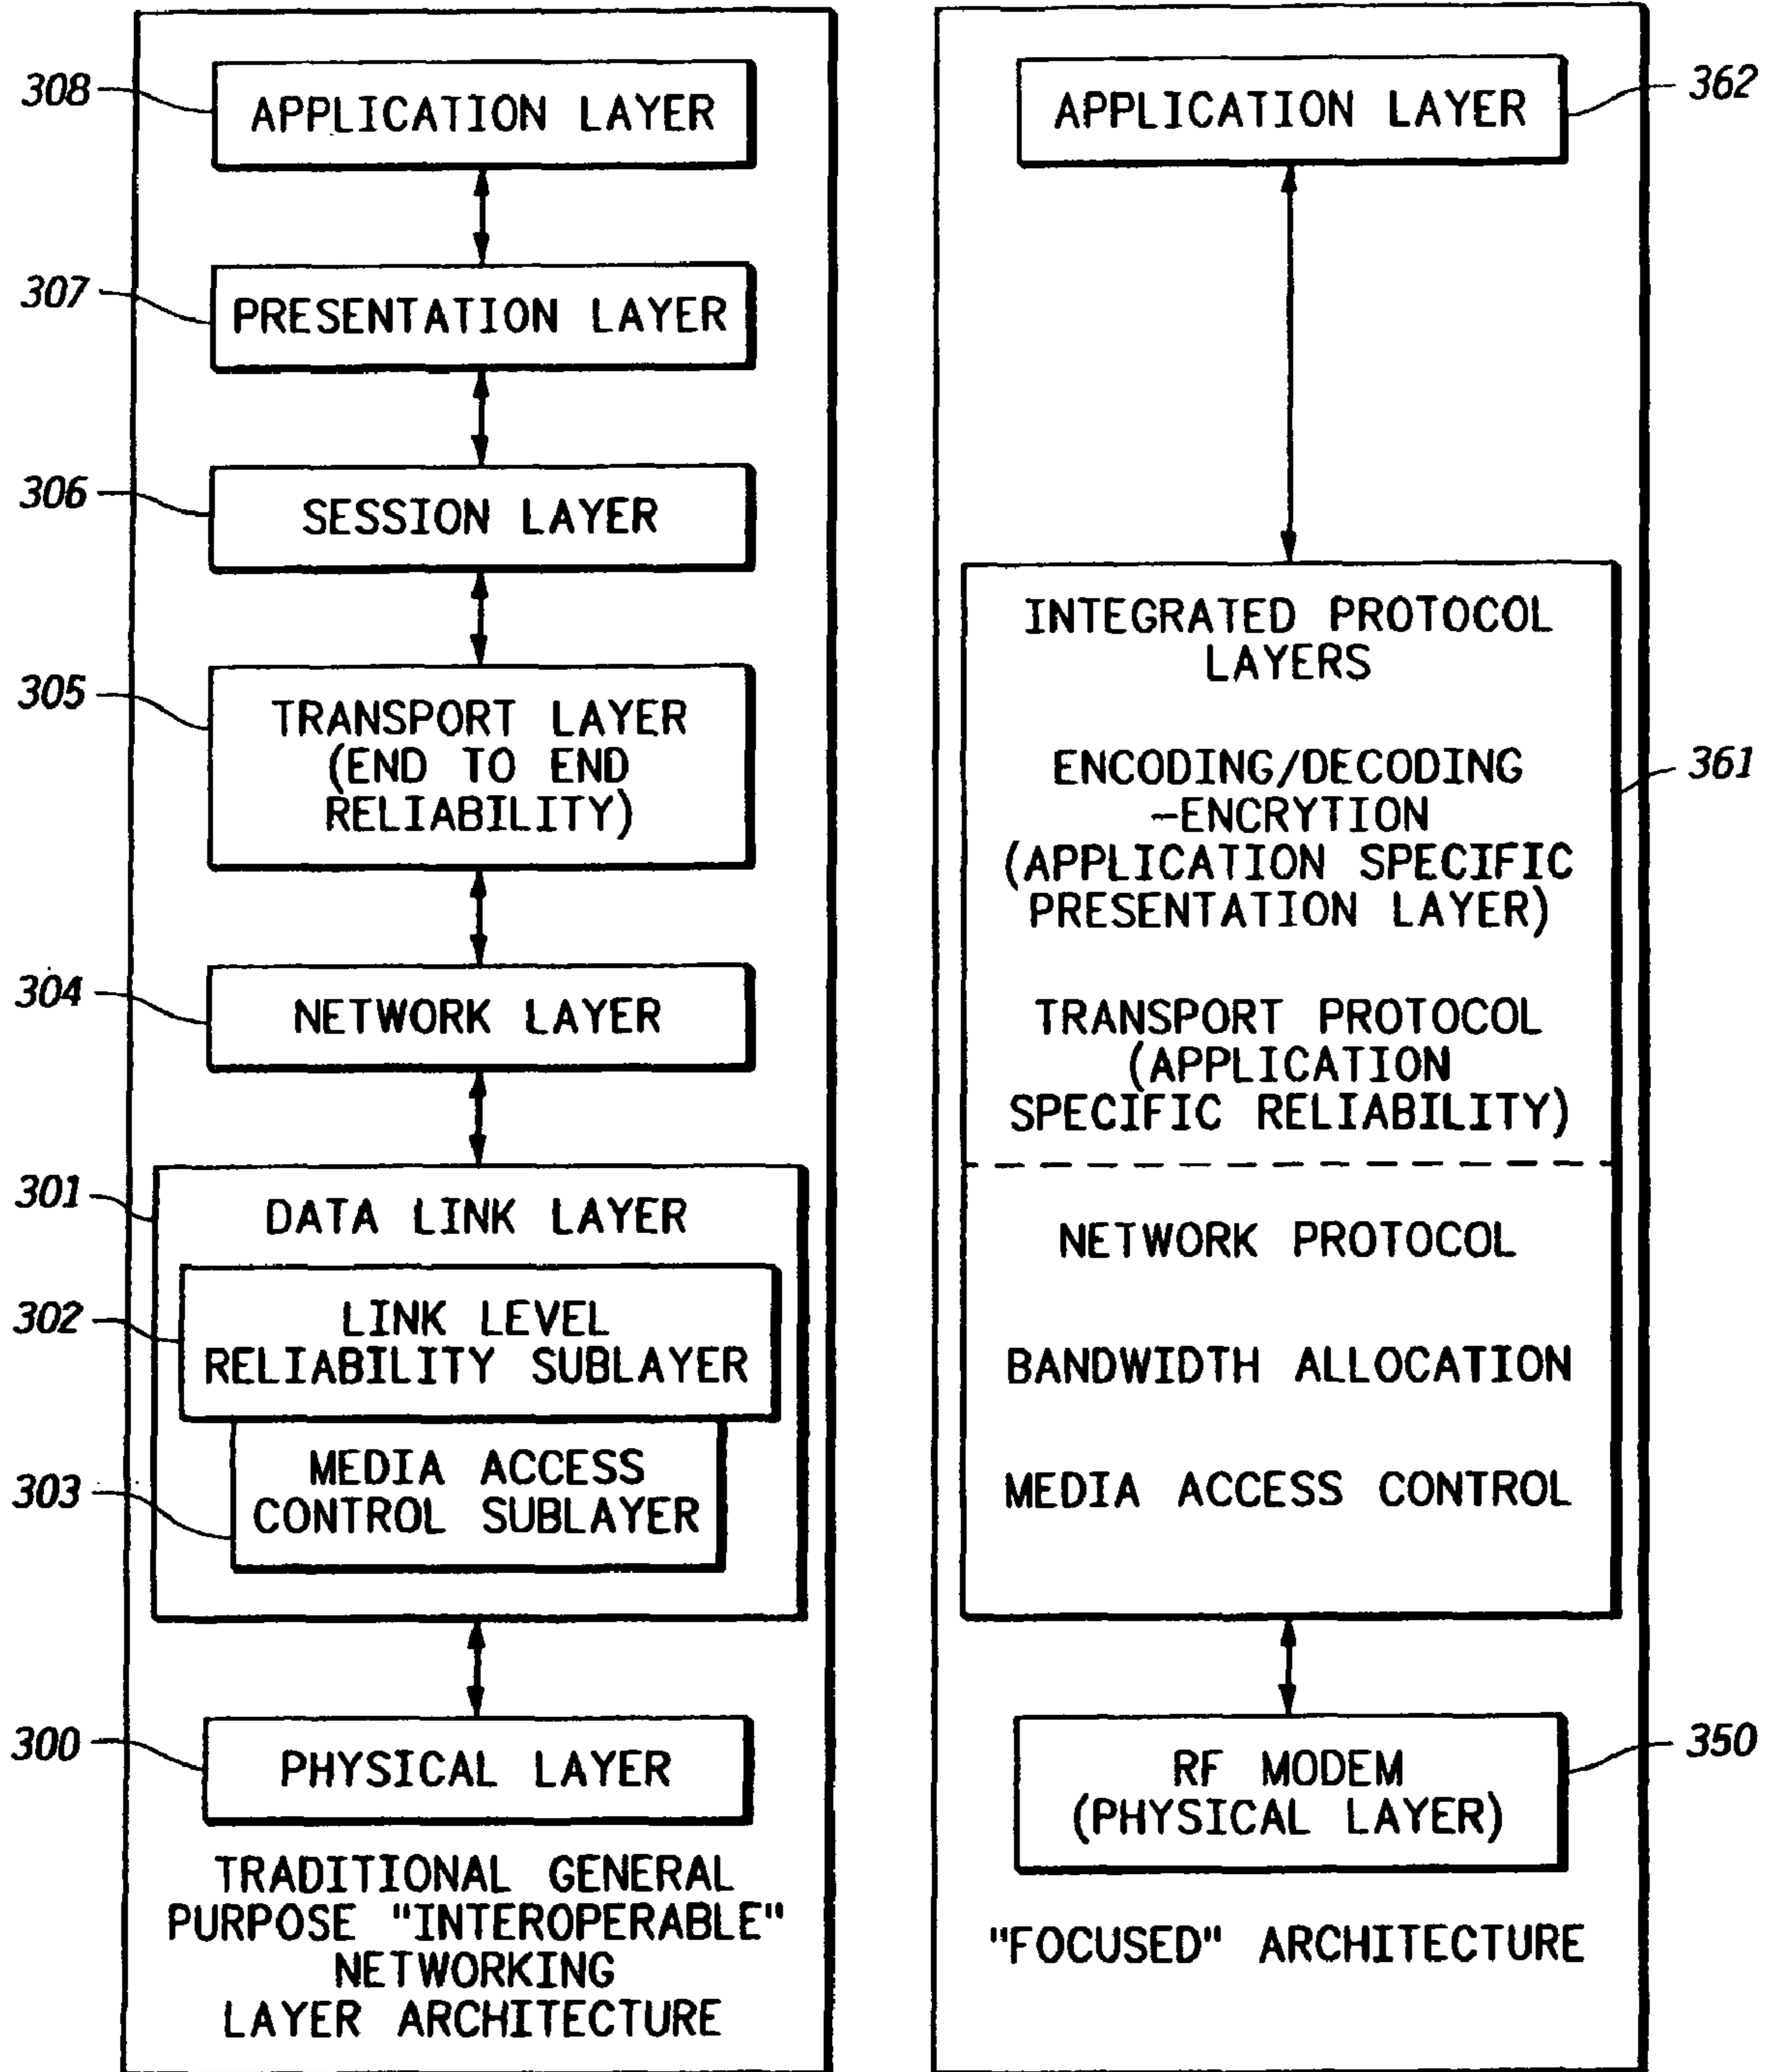 308
APPLICATION LAYER
307
PRESENTATION LAYER
306
SESSION LAYER
305
TRANSPORT LAYER
(END TO END
RELIABILITY)
304
NETWORK LAYER
301
DATA LINK LAYER
302
LINK LEVEL
RELIABILITY SUBLAYER
303
MEDIA ACCESS
CONTROL SUBLAYER
300
PHYSICAL LAYER
TRADITIONAL GENERAL
PURPOSE "INTEROPERABLE"
NETWORKING
LAYER ARCHITECTURE
APPLICATION LAYER
362
INTEGRATED PROTOCOL
LAYERS
ENCODING/DECODING
-ENCRYTION
(APPLICATION SPECIFIC
PRESENTATION LAYER)
361
TRANSPORT PROTOCOL
(APPLICATION
SPECIFIC RELIABILITY)
NETWORK PROTOCOL
BANDWIDTH ALLOCATION
MEDIA ACCESS CONTROL
RF MODEM
(PHYSICAL LAYER)
350
"FOCUSED" ARCHITECTURE